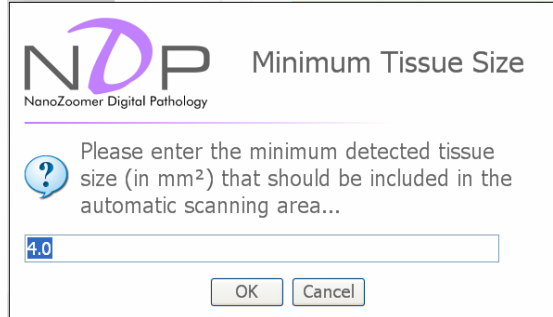 NDP
Minimum Tissue Size
NanoZoomer Digital Pathology
Please enter the minimum detected tissue
size (in mm²) that should be included in the
automatic scanning area...
4.0
OK
Cancel